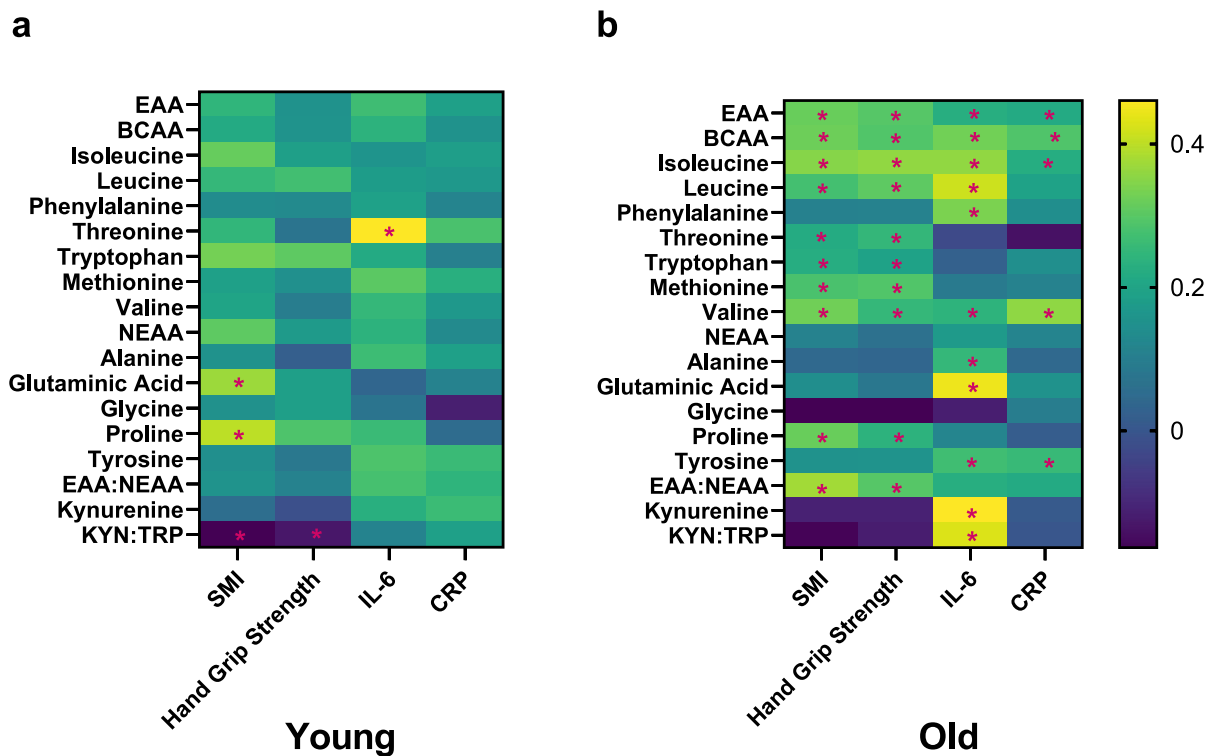 a
EAA
BCAA
Isoleucine
Leucine
Phenylalanine
Threonine
Tryptophan
Methionine
Valine
NEAA
Alanine
Glutaminic Acid
Glycine
Proline
Tyrosine
EAA:NEAA
Kynurenine
KYN:TRP
*
*
*
* *
SMI
Hand Grip Strength
IL-6
CRP
Young
b
EAA
BCAA
Isoleucine
Leucine
Phenylalanine
Threonine
Tryptophan
Methionine
Valine
NEAA
Alanine
Glutaminic Acid
Glycine
Proline
Tyrosine
EAA:NEAA
Kynurenine
KYN:TRP
* * * *
* * * *
* * * *
* * *
*
* *
* *
* *
* * * *
*
*
* *
* *
* *
*
*
SMI
Hand Grip Strength
IL-6
CRP
Old
0.4
0.2
0